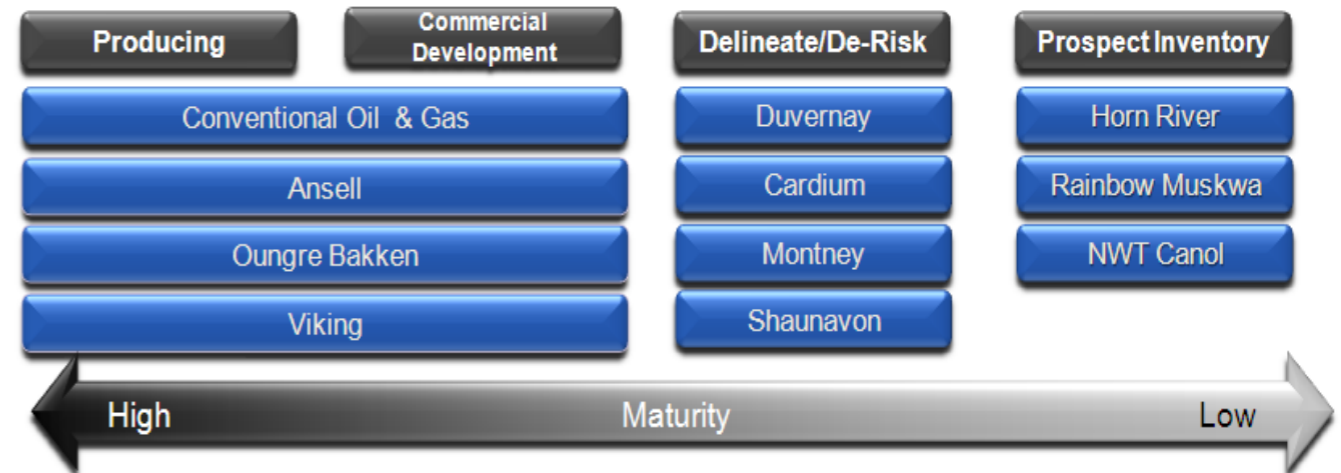 Producing
Commercial
Development
Delineate/De-Risk
Prospect Inventory
Conventional Oil & Gas
Duvernay
Horn River
Ansell
Cardium
Rainbow Muskwa
Oungre Bakken
Montney
NWT Canol
Viking
Shaunavon
High
Maturity
Low